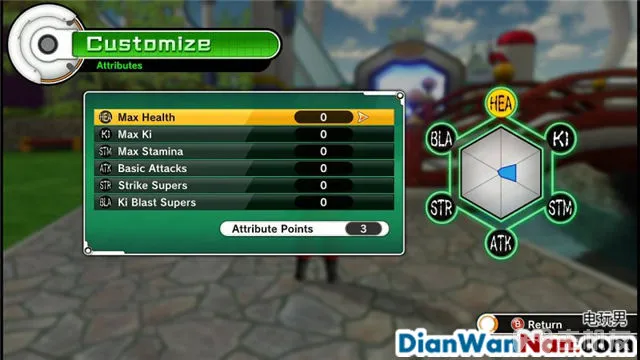 Customize
Attributes
HEA Max Health 0
KI Max Ki 0
STM Max Stamina 0
ATK Basic Attacks 0
STR Strike Supers 0
BLA Ki Blast Supers 0
Attribute Points 3
HEA
BLA KI
STR STM
ATK
B Return
电玩男
DianWanNan.com